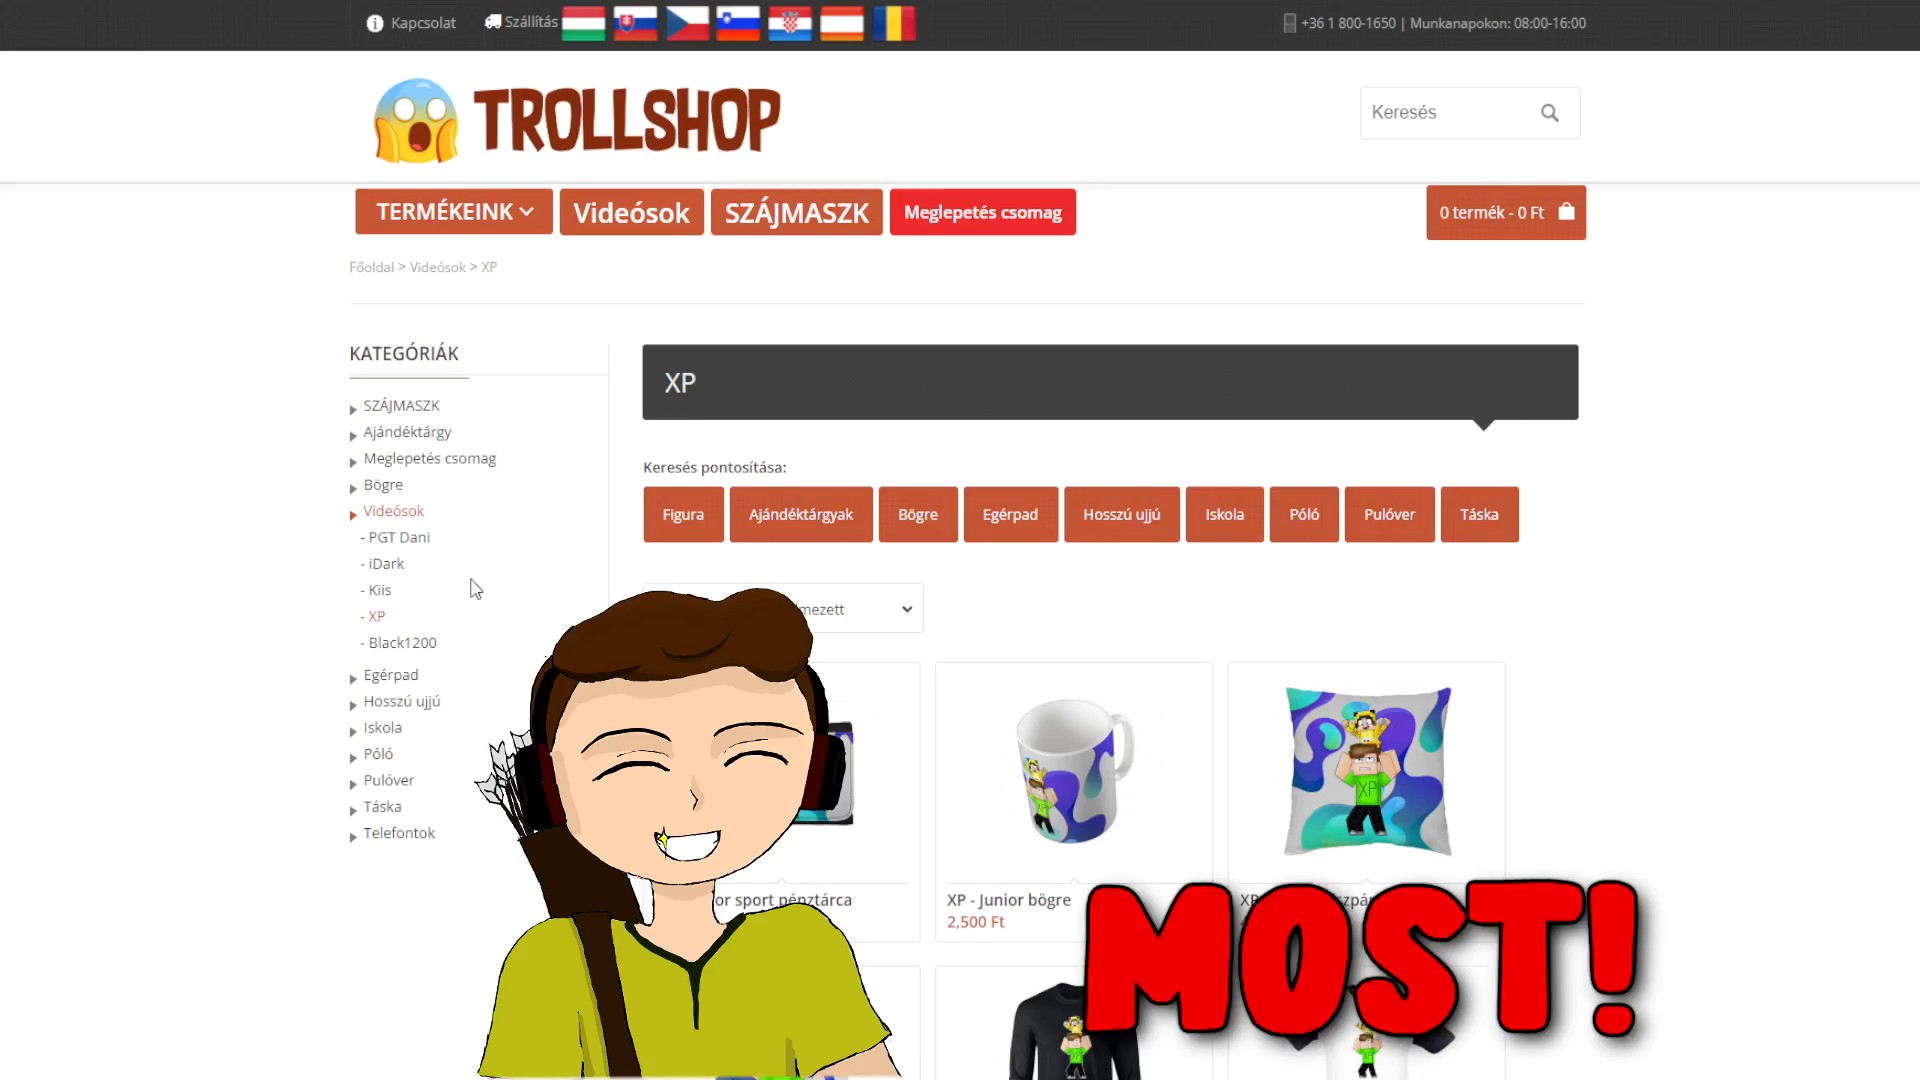 Kapcsolat
Szállítás
+36 1 800-1650 | Munkanapokon: 08:00-16:00
TROLLSHOP
Keresés
TERMÉKEINK
Videósok
SZÁJMASZK
Meglepetés csomag
0 termék - 0 Ft
Főoldal > Videósok > XP
KATEGÓRIÁK
SZÁJMASZK
Ajándéktárgy
Meglepetés csomag
Bögre
Videósok
- PGT Dani
- iDark
- Kiis
- XP
- Black1200
Egérpad
Hosszú ujjú
Iskola
Póló
Pulóver
Táska
Telefontok
XP
Keresés pontosítása:
Figura
Ajándéktárgyak
Bögre
Egérpad
Hosszú ujjú
Iskola
Póló
Pulóver
Táska
XP
sport pénztárca
XP - Junior bögre
2,500 Ft
MOST!